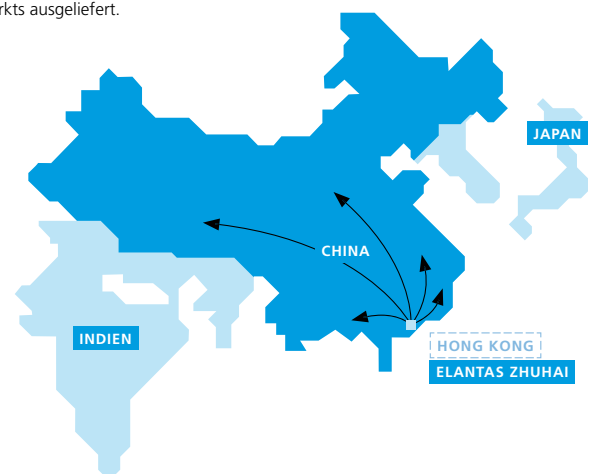 rkts ausgeliefert.
JAPAN
CHINA
INDIEN
HONG KONG
ELANTAS ZHUHAI